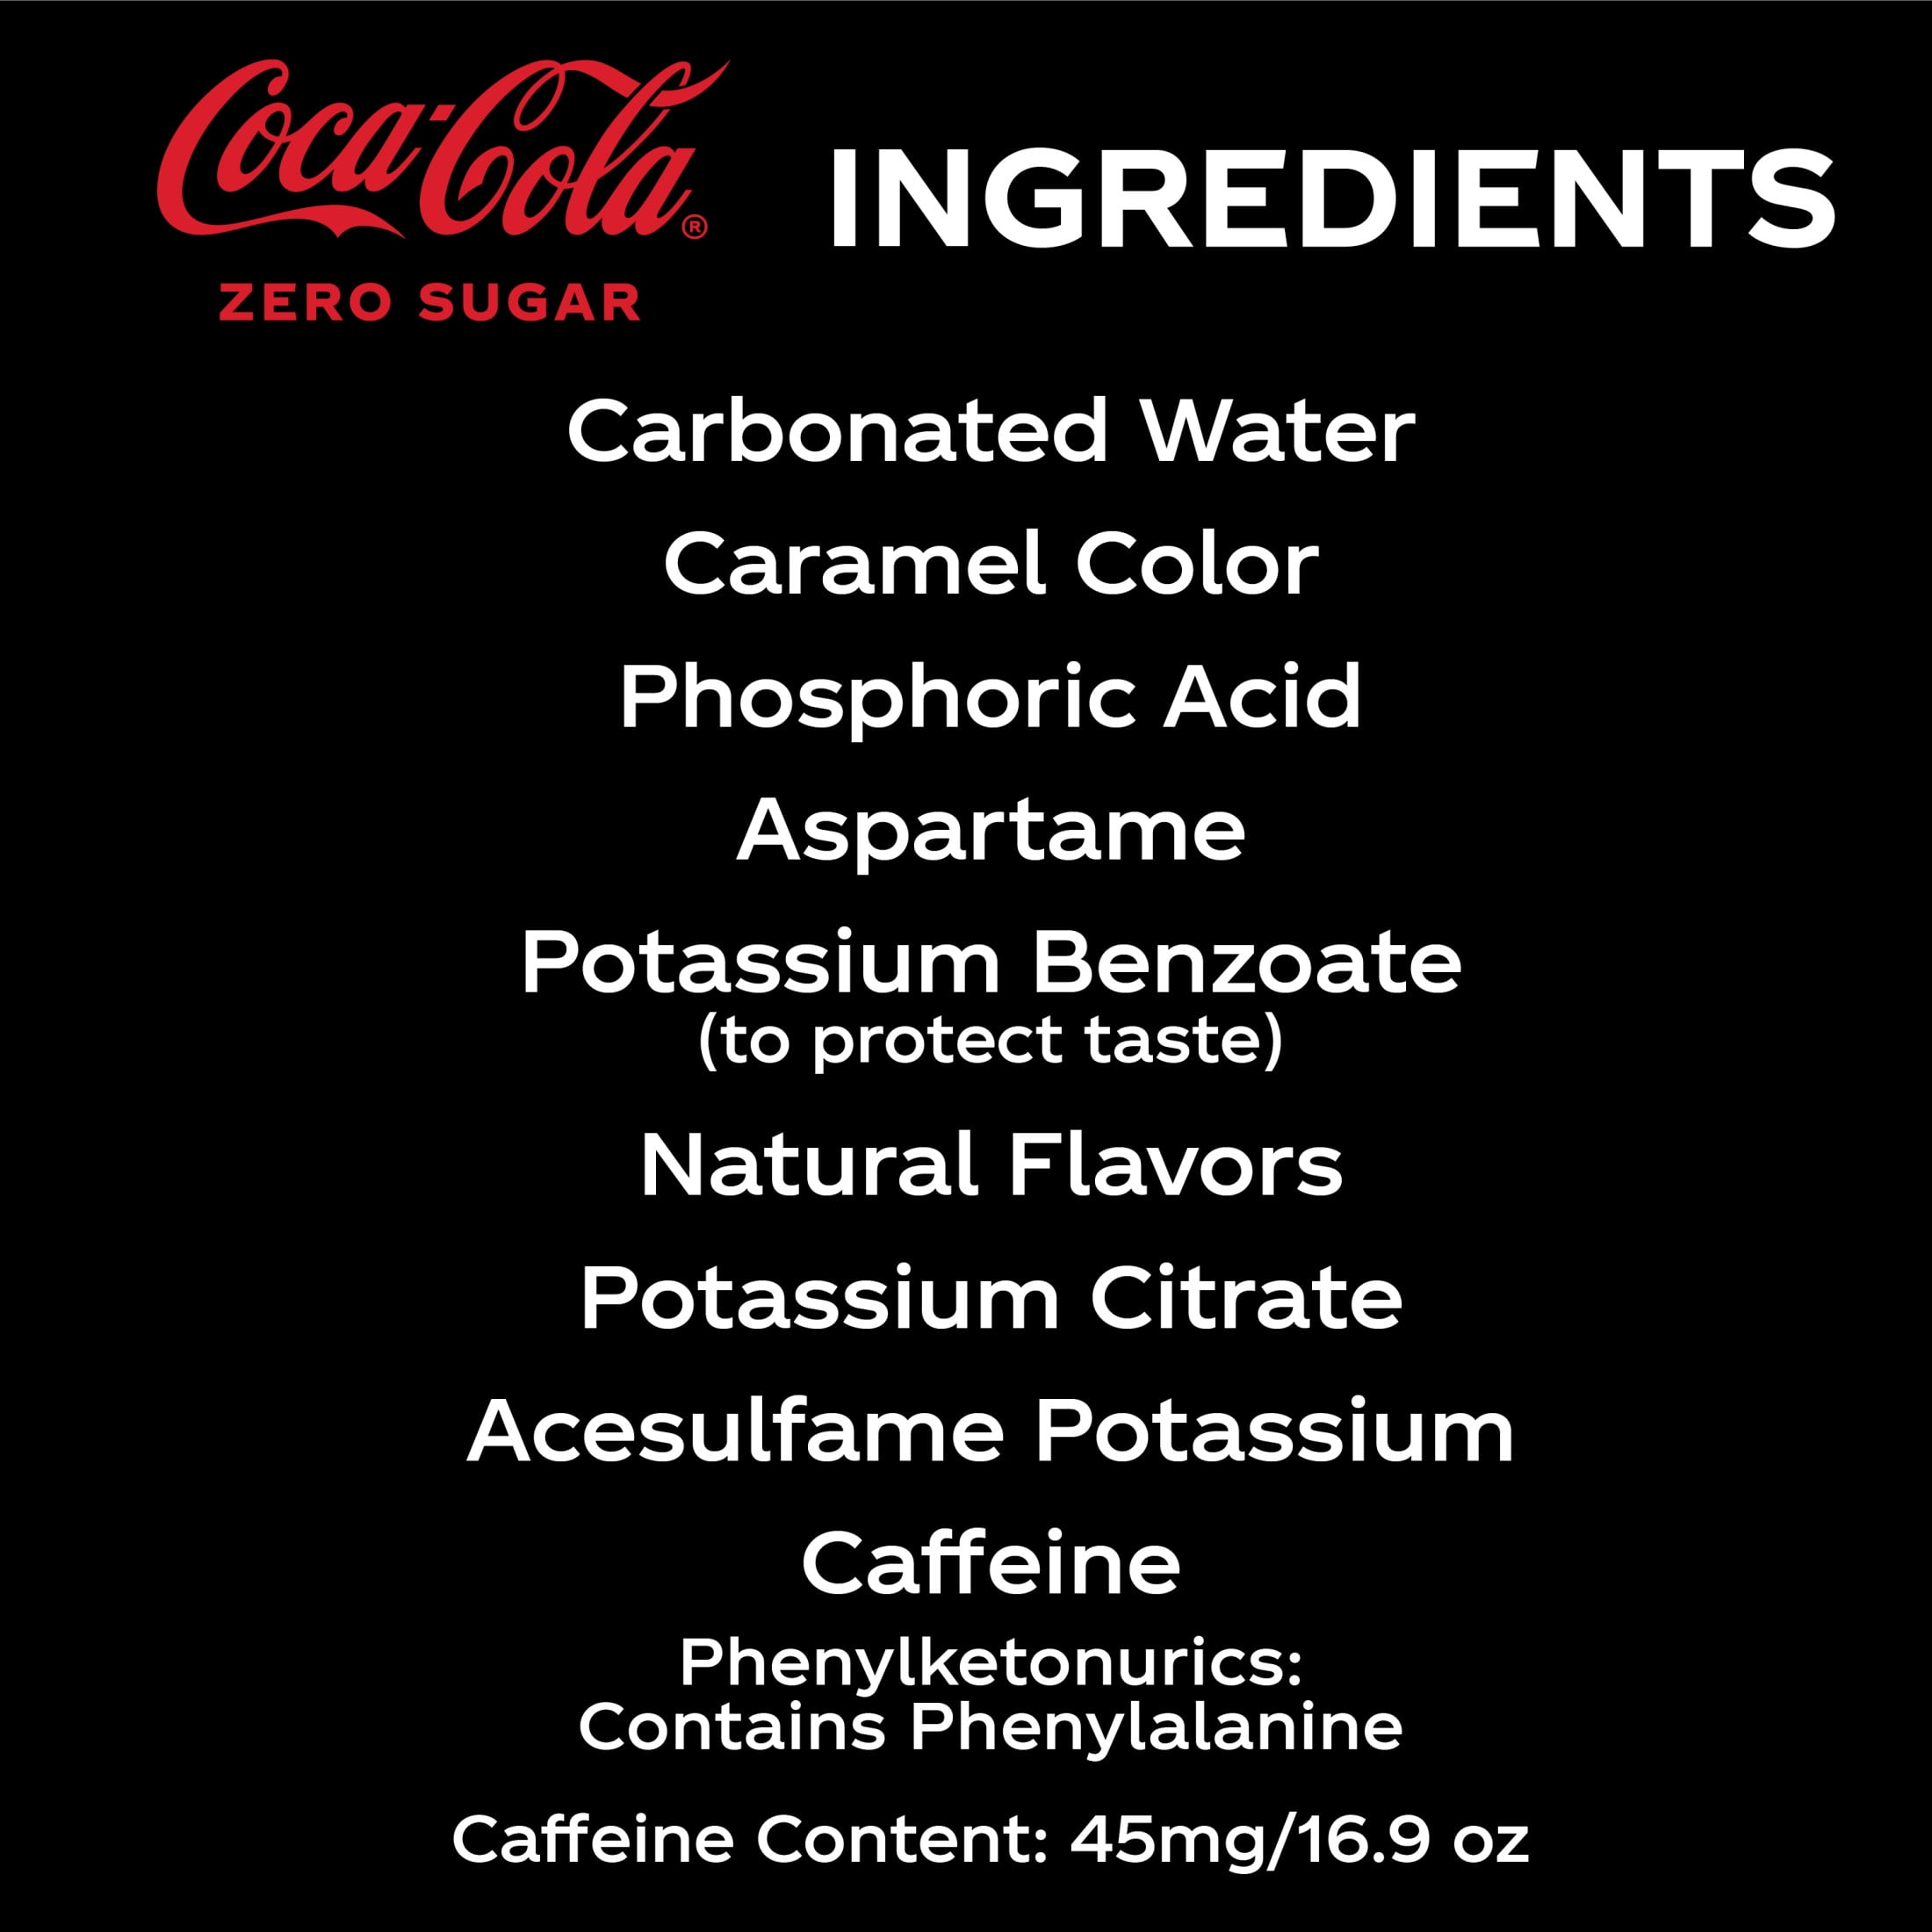 Coca-Cola®
ZERO SUGAR
INGREDIENTS
Carbonated Water
Caramel Color
Phosphoric Acid
Aspartame
Potassium Benzoate
(to protect taste)
Natural Flavors
Potassium Citrate
Acesulfame Potassium
Caffeine
Phenylketonurics:
Contains Phenylalanine
Caffeine Content: 45mg/16.9 oz